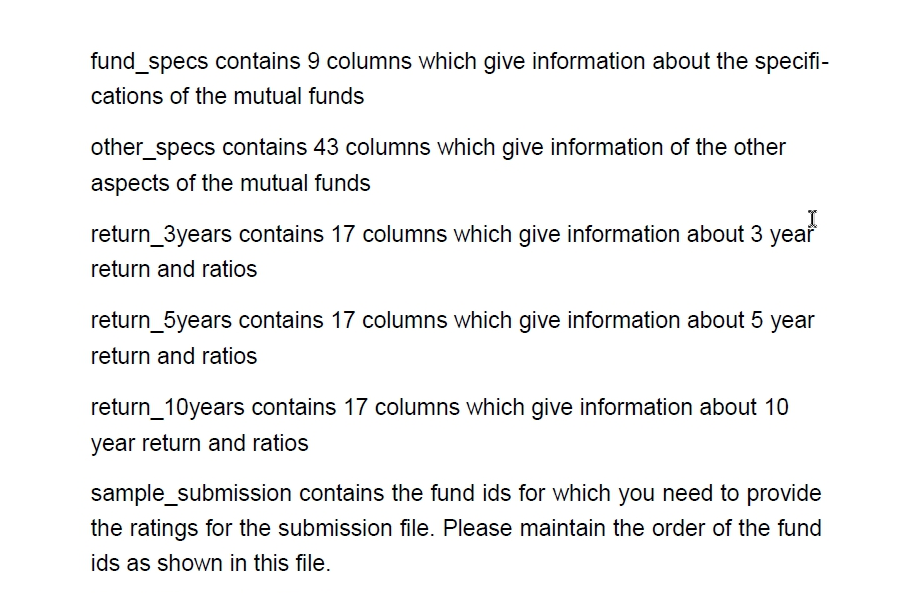 fund_specs contains 9 columns which give information about the specifi-
cations of the mutual funds
other_specs contains 43 columns which give information of the other
aspects of the mutual funds
return_3years contains 17 columns which give information about 3 year
return and ratios
return_5years contains 17 columns which give information about 5 year
return and ratios
return_10years contains 17 columns which give information about 10
year return and ratios
sample_submission contains the fund ids for which you need to provide
the ratings for the submission file. Please maintain the order of the fund
ids as shown in this file.